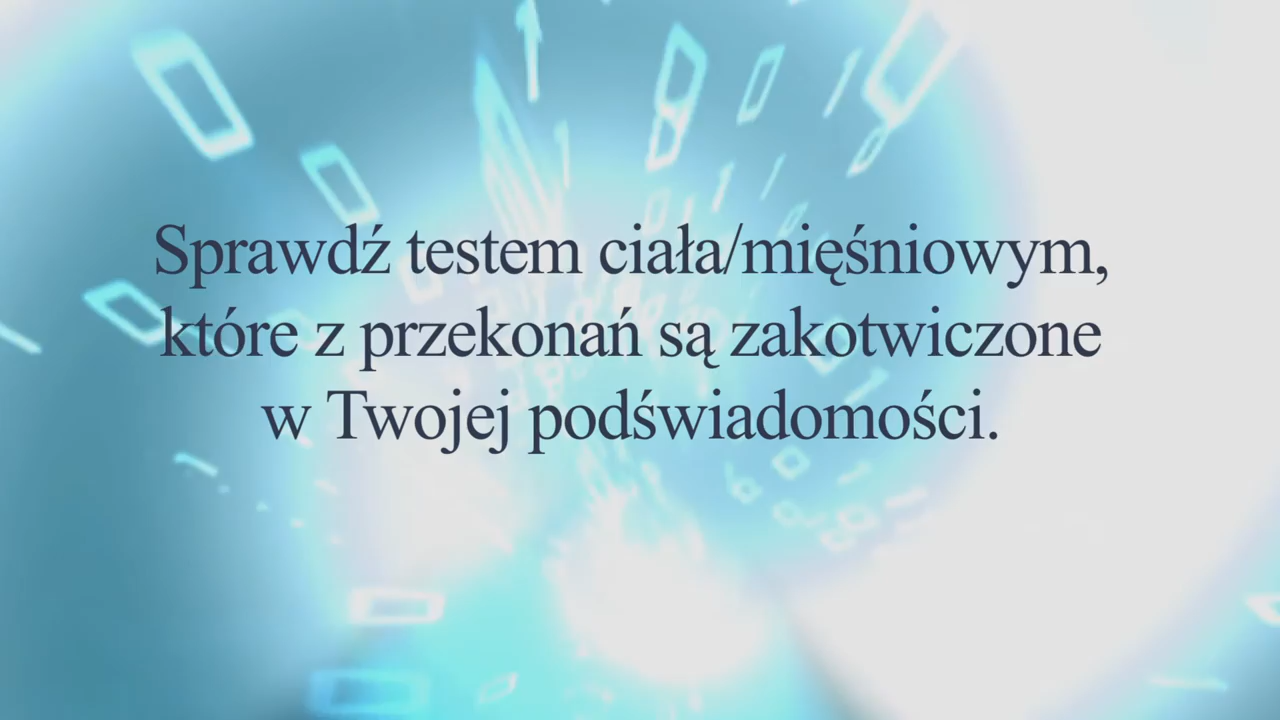 Sprawdź testem ciała/mięśniowym,
które z przekonań są zakotwiczone
w Twojej podświadomości.